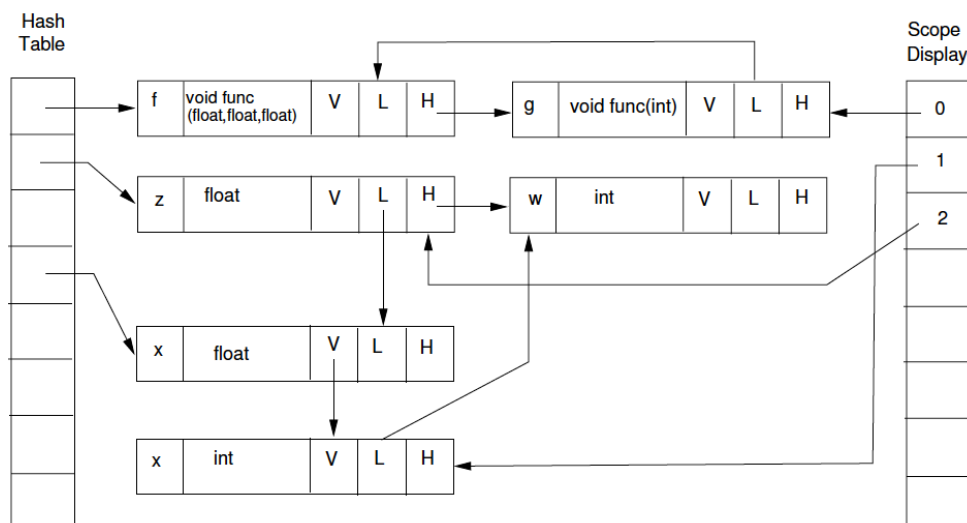 Hash
Table
Scope
Display
f void func V L H
(float,float,float)
g void func(int) V L H
0
z float V L H
w int V L H
1
2
x float V L H
x int V L H